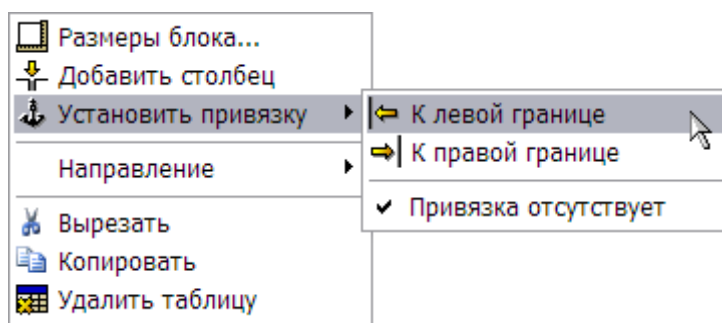 Размеры блока...
Добавить столбец
Установить привязку
К левой границе
К правой границе
Привязка отсутствует
Направление
Вырезать
Копировать
Удалить таблицу